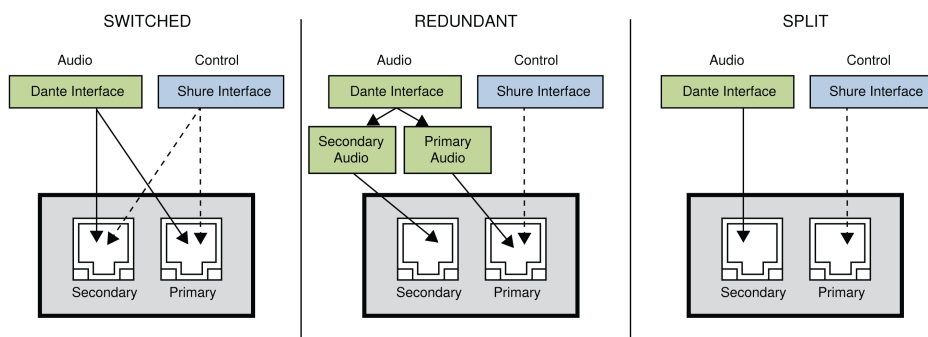 SWITCHED
Audio
Control
Dante Interface
Shure Interface
Secondary
Primary
REDUNDANT
Audio
Control
Dante Interface
Shure Interface
Secondary
Audio
Primary
Audio
Secondary
Primary
SPLIT
Audio
Control
Dante Interface
Shure Interface
Secondary
Primary